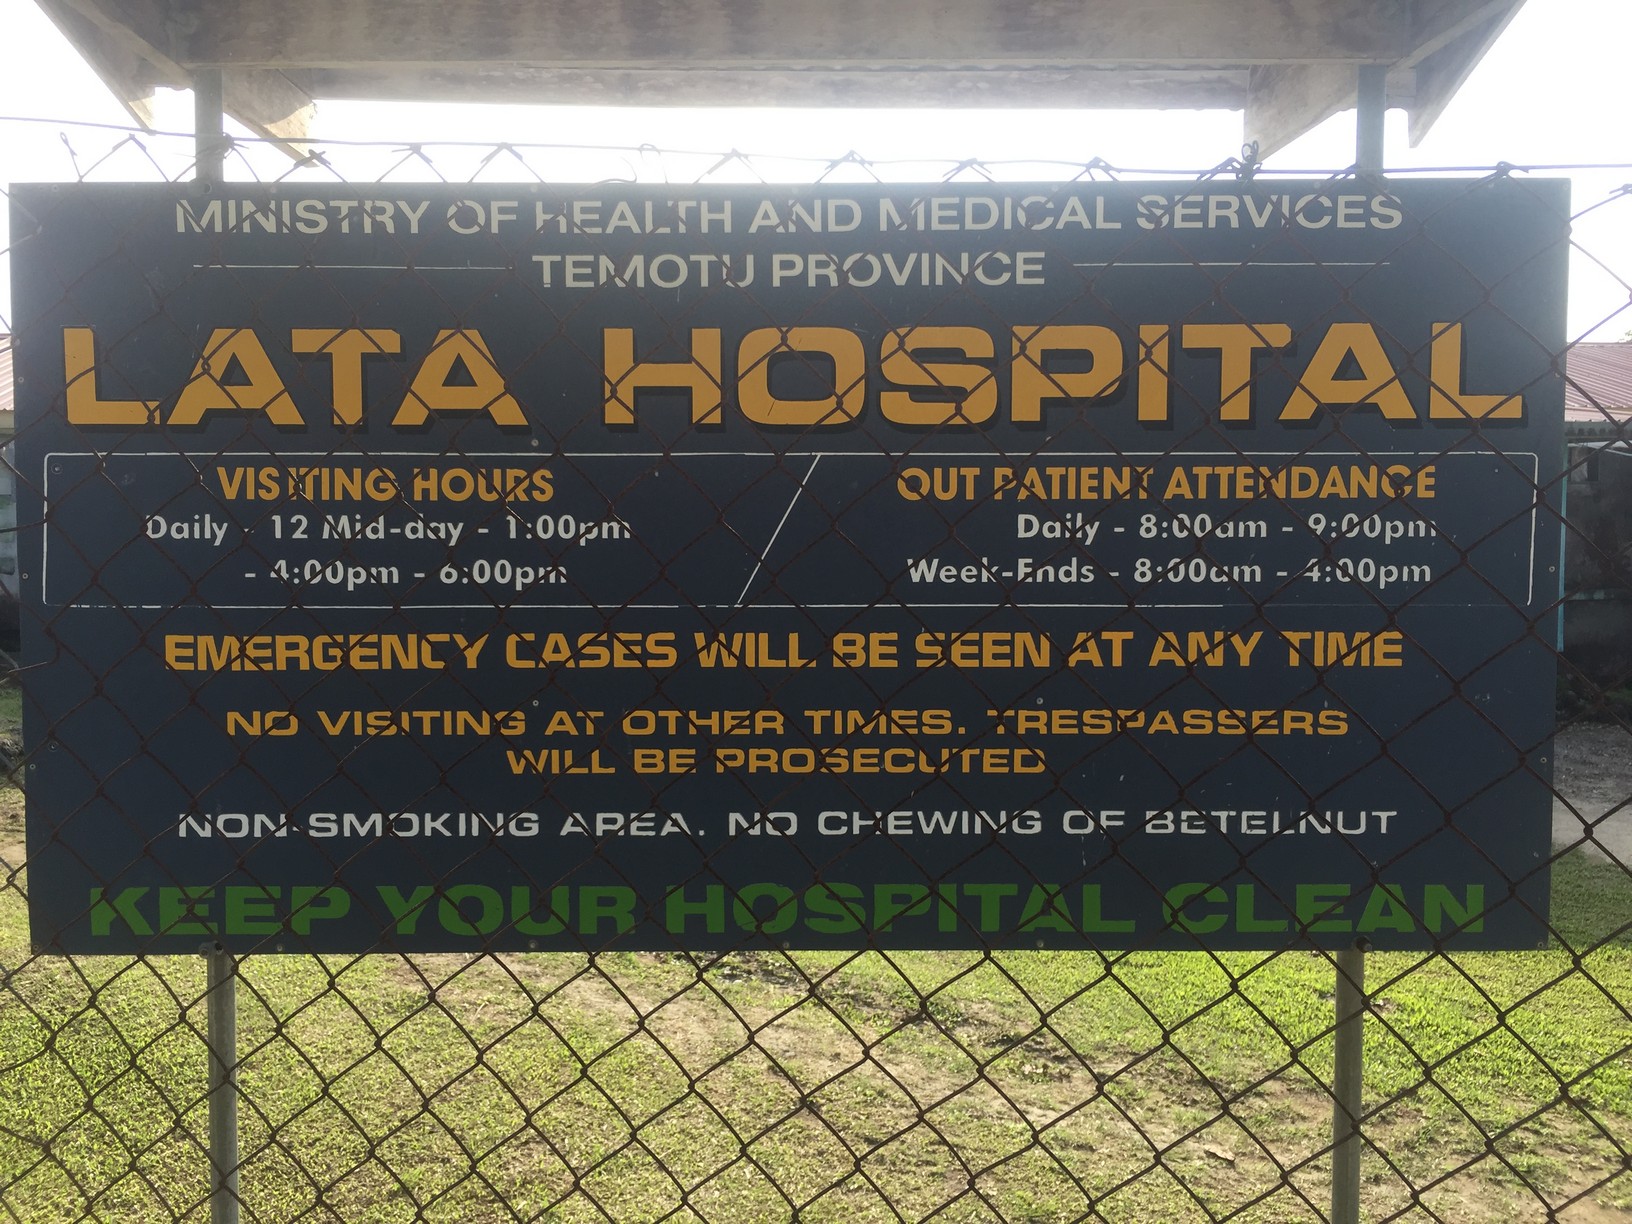 MINISTRY OF HEALTH AND MEDICAL SERVICES
TEMOTU PROVINCE
LATA HOSPITAL
VISITING HOURS
Daily - 12 Mid-day - 1:00pm
- 4:00pm - 6:00pm
OUT PATIENT ATTENDANCE
Daily - 8:00am - 9:00pm
Week-Ends - 8:00am - 4:00pm
EMERGENCY CASES WILL BE SEEN AT ANY TIME
NO VISITING AT OTHER TIMES. TRESPASSERS
WILL BE PROSECUTED
NON-SMOKING AREA. NO CHEWING OF BETELNUT
KEEP YOUR HOSPITAL CLEAN